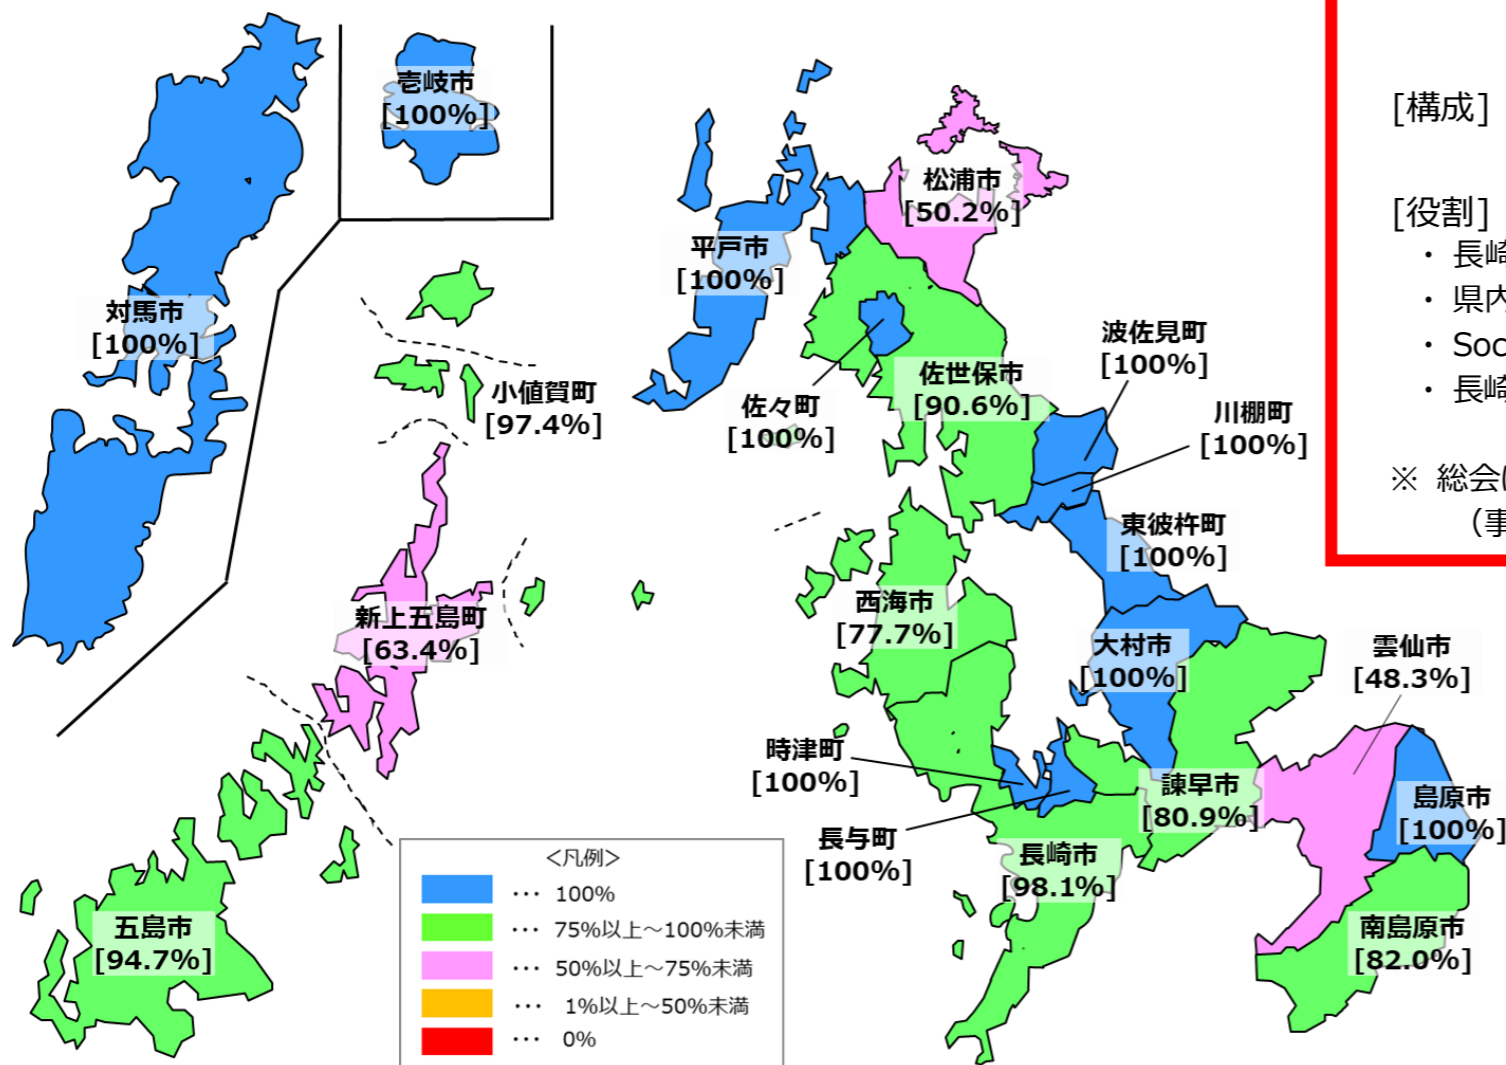 壱岐市
[100%]
松浦市
[50.2%]
平戸市
[100%]
対馬市
[100%]
小値賀町
[97.4%]
佐々町
[100%]
佐世保市
[90.6%]
波佐見町
[100%]
川棚町
[100%]
東彼杵町
[100%]
新上五島町
[63.4%]
西海市
[77.7%]
大村市
[100%]
雲仙市
[48.3%]
時津町
[100%]
長与町
[100%]
諫早市
[80.9%]
島原市
[100%]
長崎市
[98.1%]
南島原市
[82.0%]
五島市
[94.7%]
＜凡例＞
… 100%
… 75%以上～100%未満
… 50%以上～75%未満
… 1%以上～50%未満
… 0%
[構成]
[役割]
・ 長崎
・ 県内
・ Soc
・ 長崎
※ 総会
（事